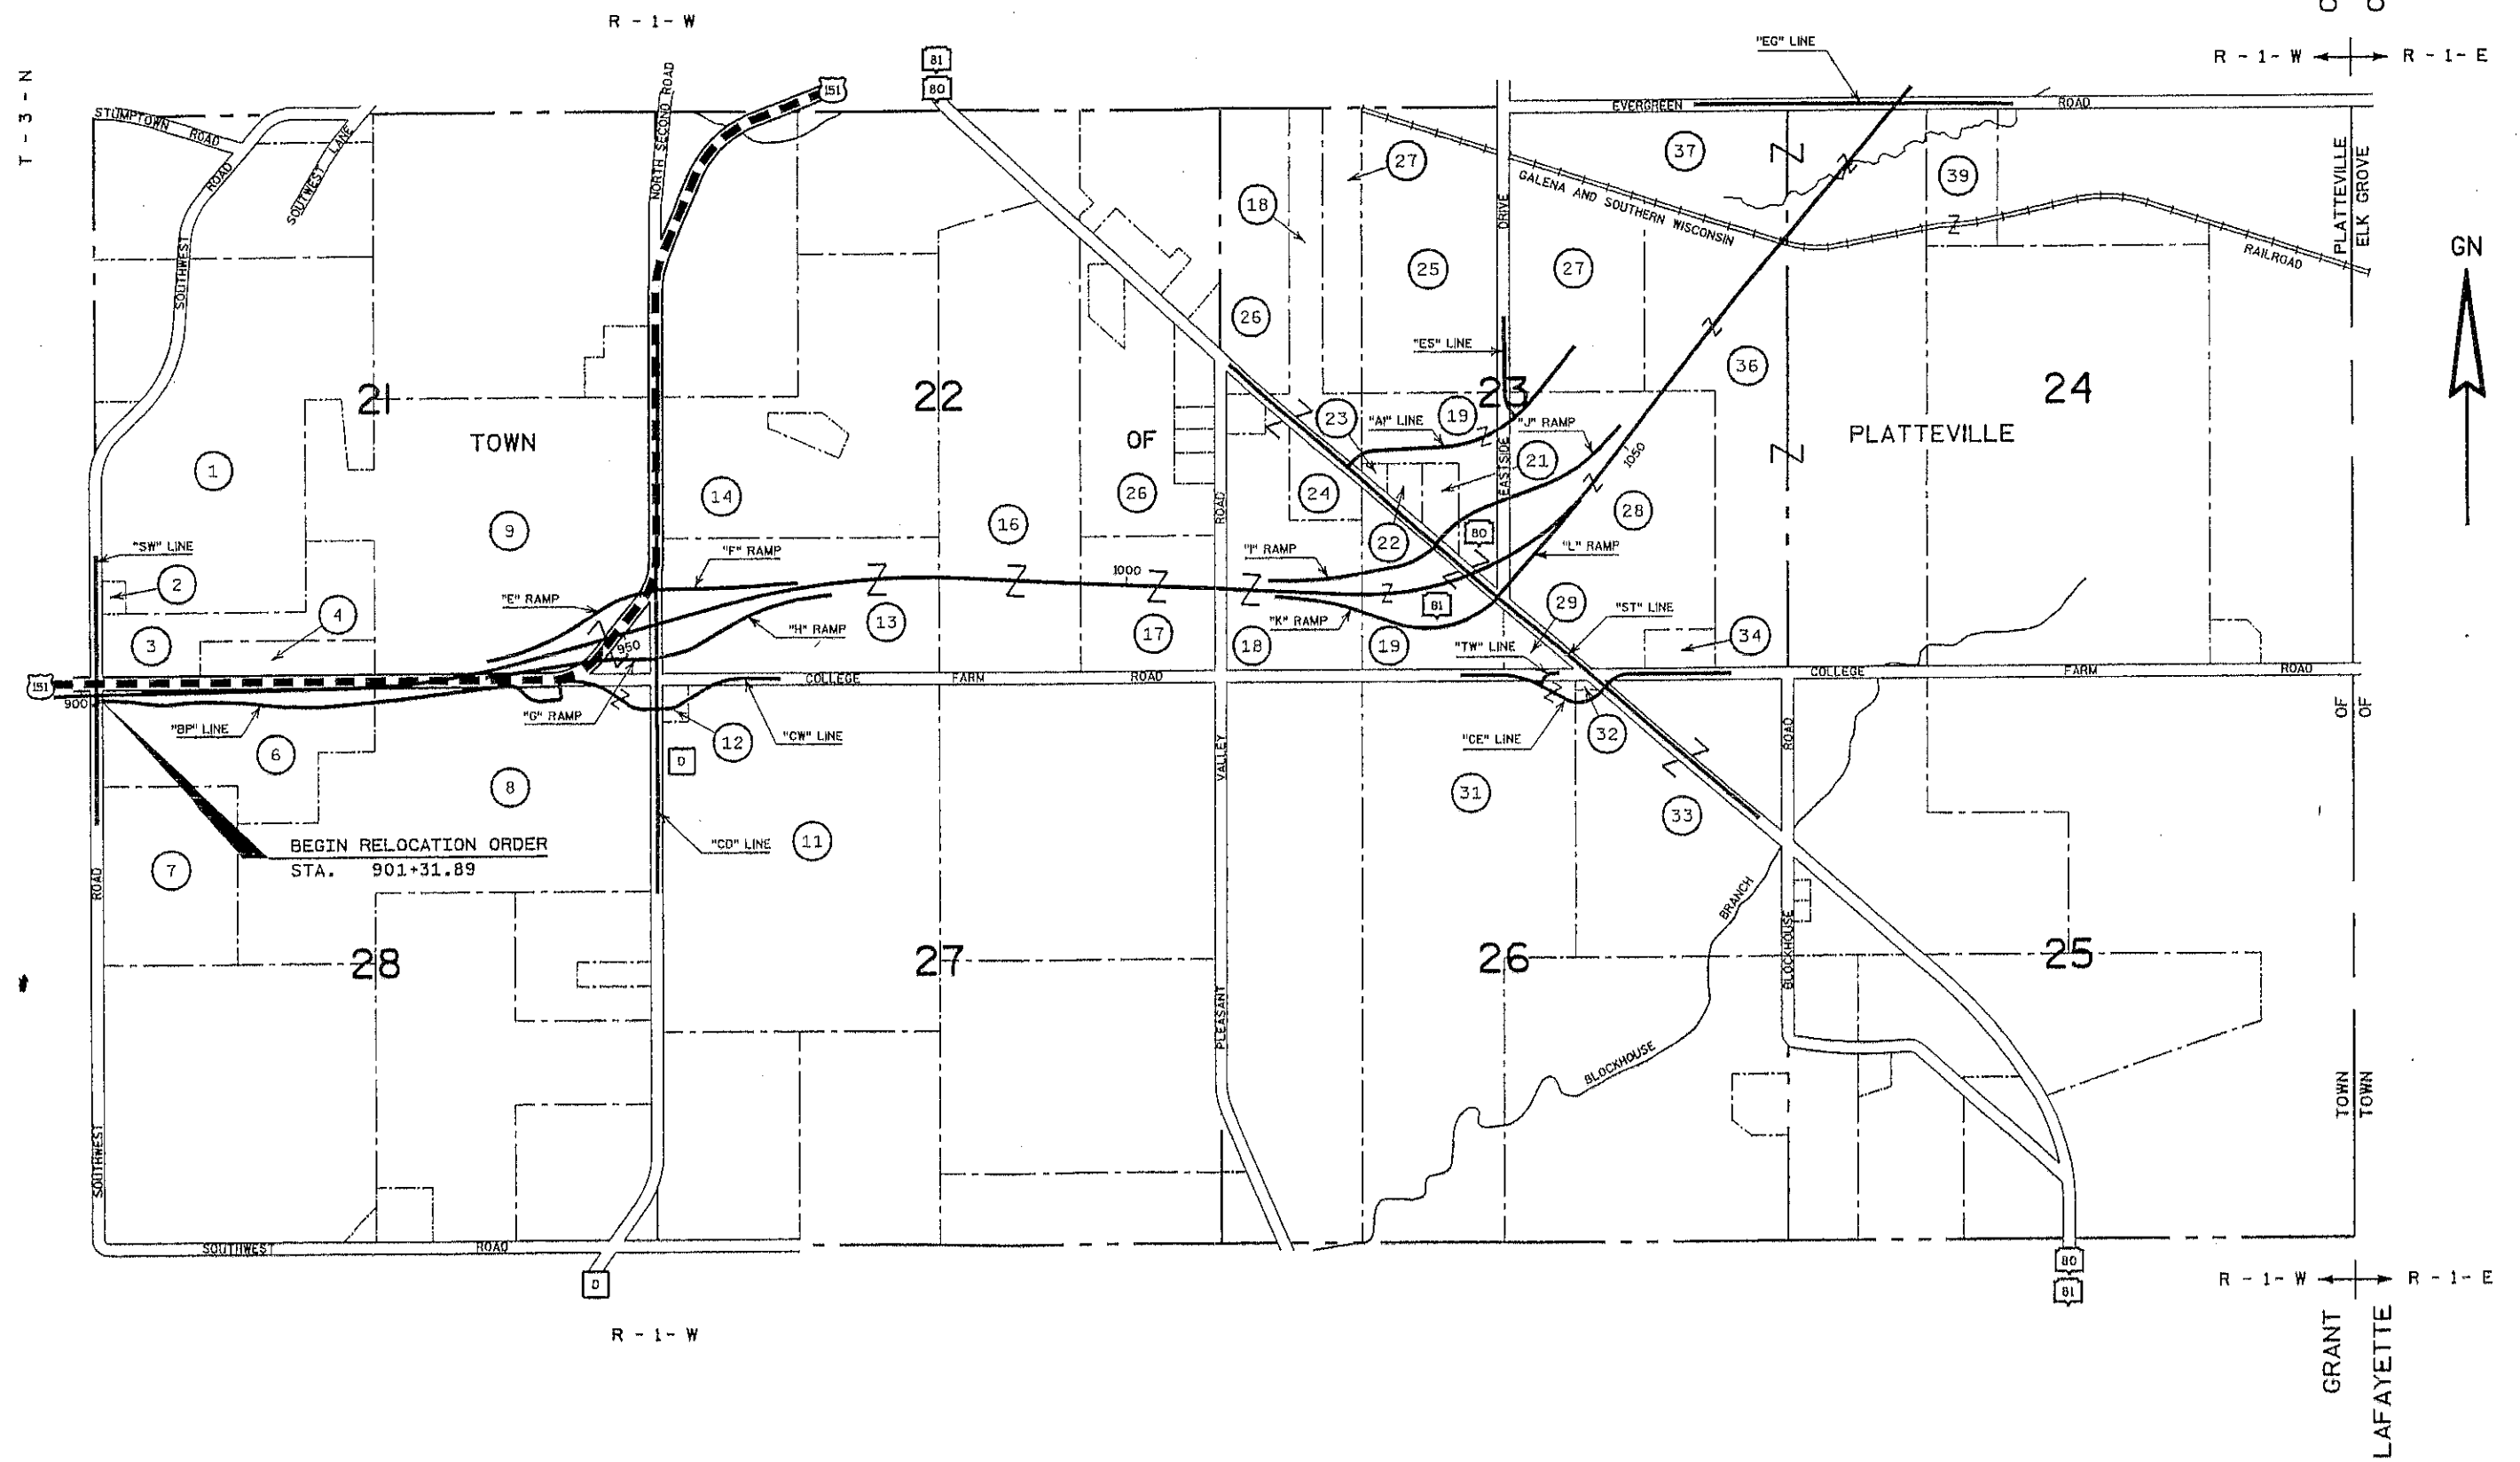 R - 1 - W
T - 3 - N
81
80
151
"EG" LINE
R - 1 - W
R - 1 - E
STUMPTOWN ROAD
SOUTHWEST ROAD
SOUTWEST LANE
NORTH SECOND ROAD
EVERGREEN ROAD
GALENA AND SOUTHERN WISCONSIN RAILROAD
PLATTEVILLE
ELK GROVE
GN
27
37
39
18
25
27
26
36
"ES" LINE
EASTSIDE DRIVE
21
22
23
24
TOWN
OF
PLATTEVILLE
23
"AI" LINE
19
"J" RAMP
1050
1
14
26
24
21
9
16
22
80
28
"SW" LINE
"F" RAMP
"I" RAMP
"L" RAMP
2
"E" RAMP
1000
4
"H" RAMP
13
17
"K" RAMP
81
29
"ST" LINE
3
950
18
19
"TW" LINE
34
151
COLLEGE FARM ROAD
COLLEGE FARM ROAD
900
"BP" LINE
"G" RAMP
12
"CW" LINE
"CE" LINE
32
OF
OF
6
D
8
31
33
BEGIN RELOCATION ORDER
STA. 901+31.89
"CD" LINE
11
7
ROAD
PLEASANT VALLEY ROAD
BLOCKHOUSE ROAD
BLOCKHOUSE BRANCH
28
27
26
25
TOWN
TOWN
SOUTHWEST
SOUTHWEST ROAD
D
80
81
R - 1 - W
R - 1 - E
R - 1 - W
GRANT
LAFAYETTE